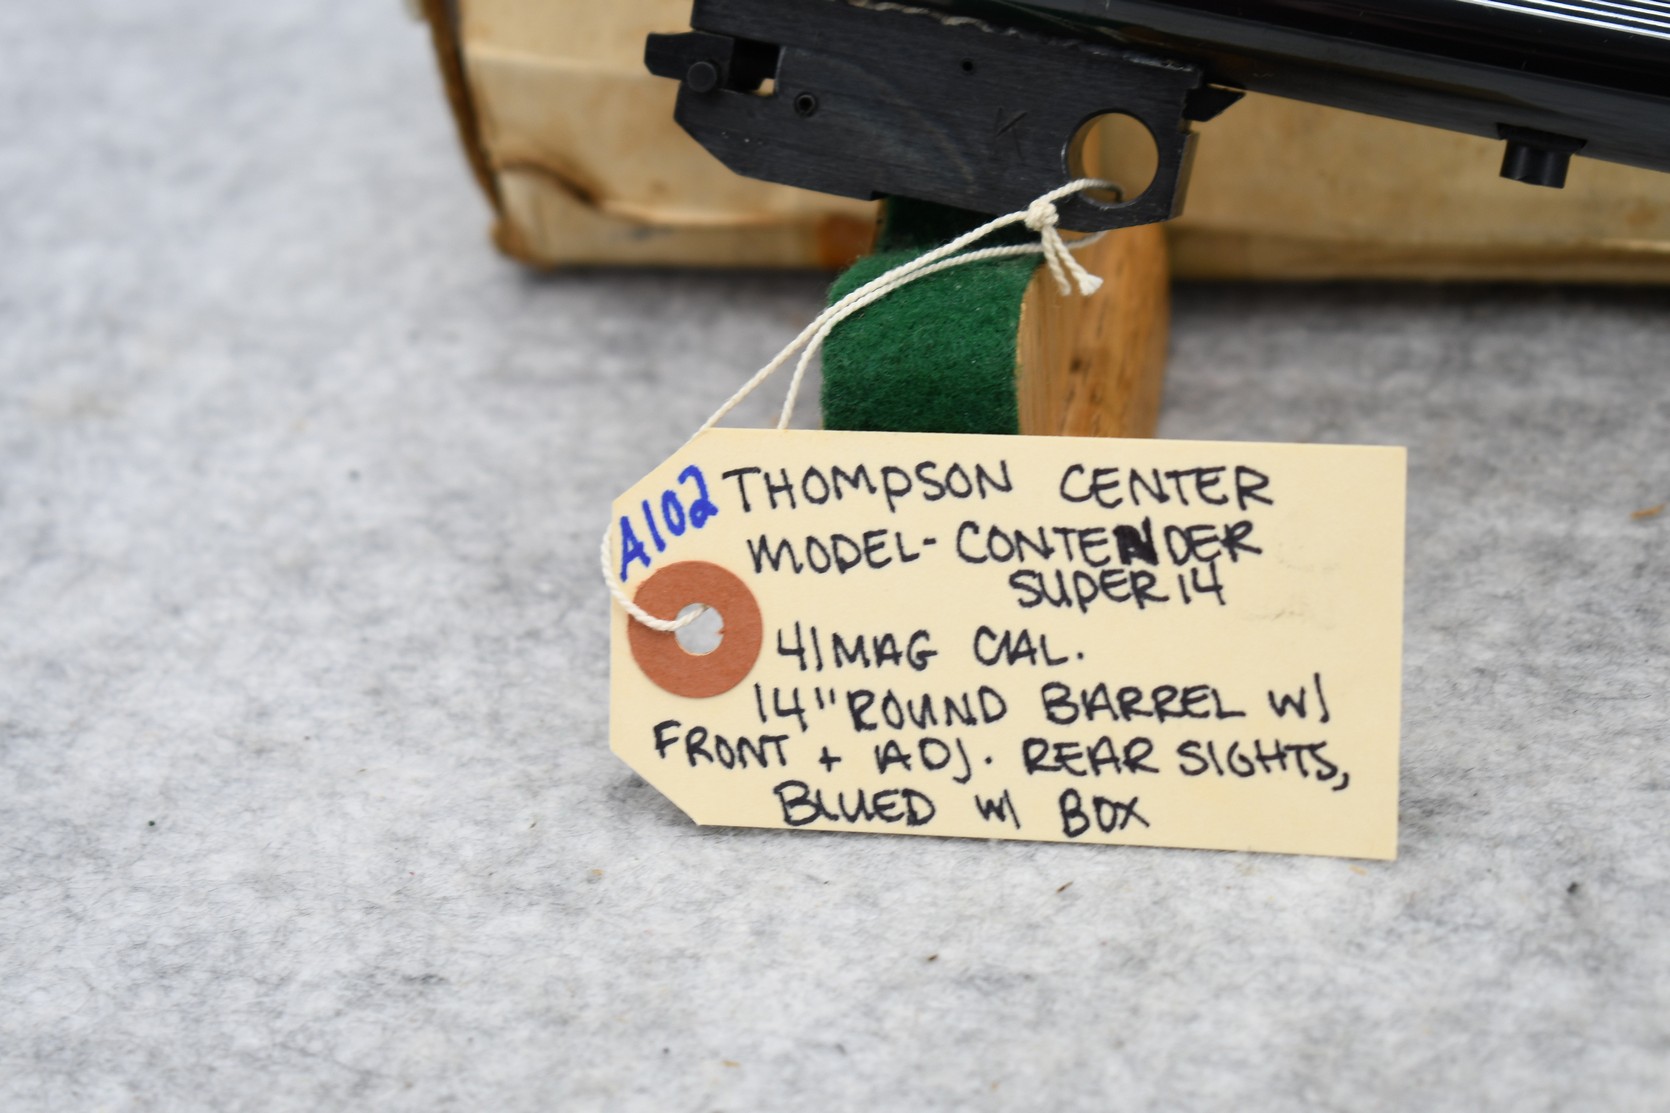 K
A102
THOMPSON CENTER
MODEL- CONTENDER
SUPER 14
41 MAG CAL.
14" ROUND BARREL W/
FRONT + ADJ. REAR SIGHTS,
BLUED W/ BOX